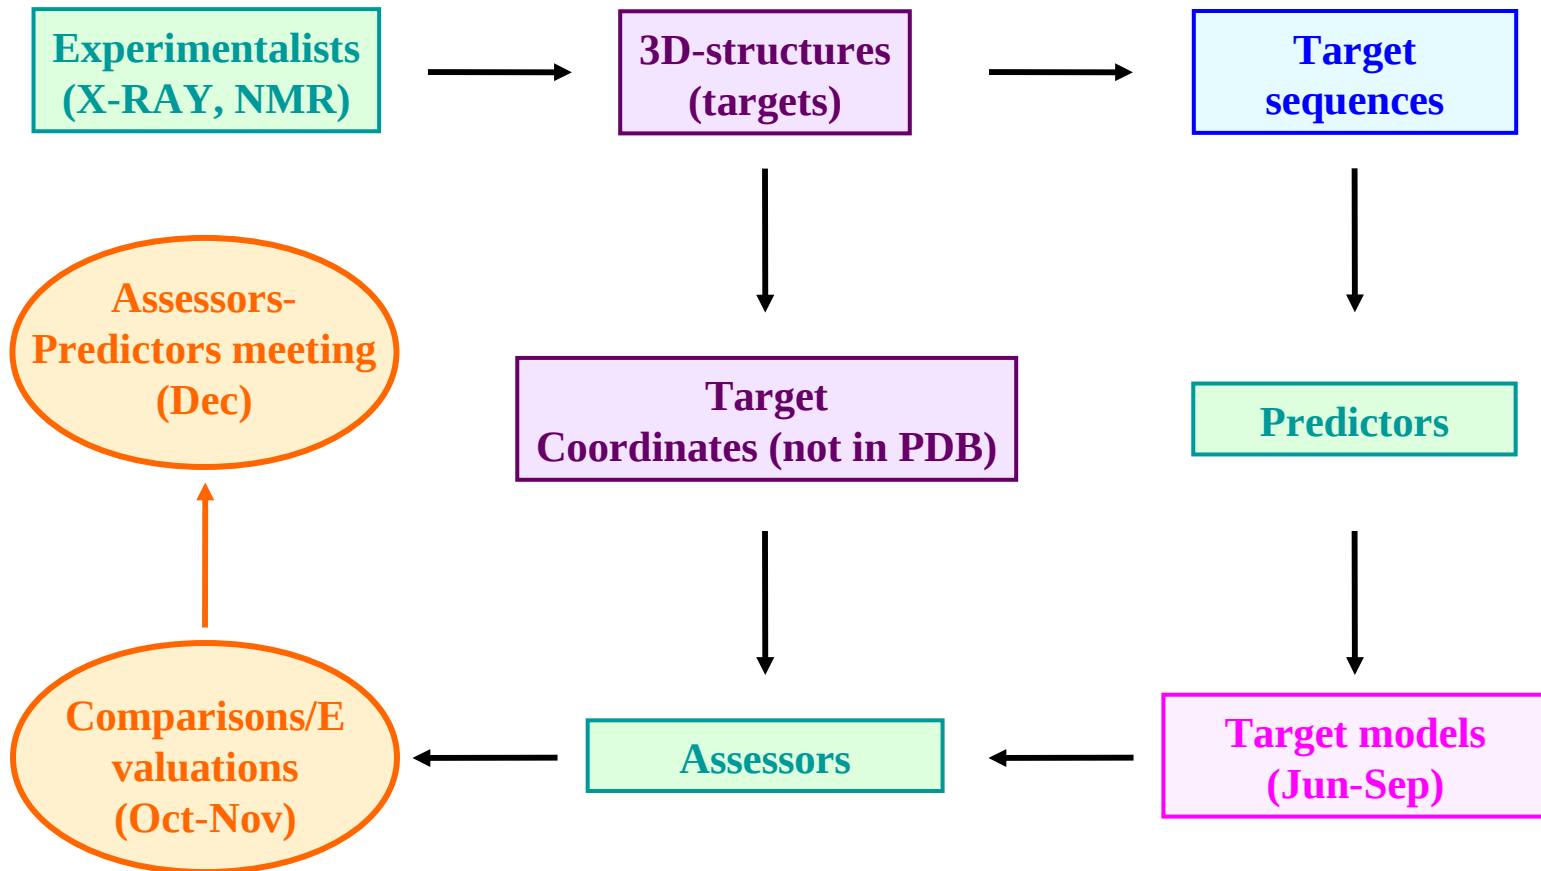 Experimentalists
(X-RAY, NMR)
3D-structures
(targets)
Target
sequences
Assessors-
Predictors meeting
(Dec)
Target
Coordinates (not in PDB)
Predictors
Comparisons/E
valuations
(Oct-Nov)
Assessors
Target models
(Jun-Sep)